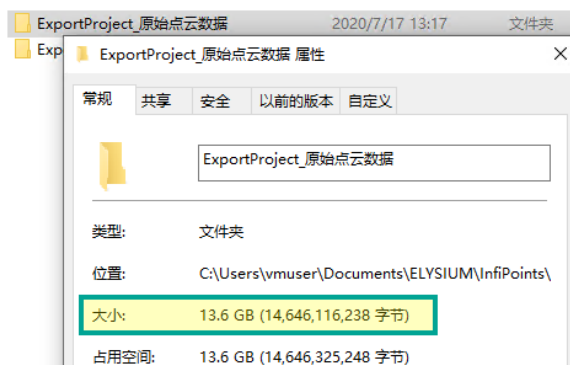 ExportProject_原始点云数据 2020/7/17 13:17 文件夹
Exp
ExportProject_原始点云数据 属性
常规 共享 安全 以前的版本 自定义
ExportProject_原始点云数据
类型: 文件夹
位置: C:\Users\vmuser\Documents\ELYSIUM\InfiPoints\
大小: 13.6 GB (14,646,116,238 字节)
占用空间: 13.6 GB (14,646,325,248 字节)